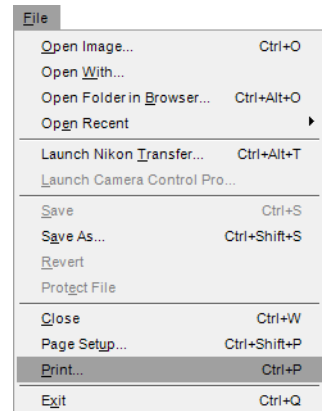 File
Open Image... Ctrl+O
Open With...
Open Folder in Browser... Ctrl+Alt+O
Open Recent
Launch Nikon Transfer... Ctrl+Alt+T
Launch Camera Control Pro...
Save Ctrl+S
Save As... Ctrl+Shift+S
Revert
Protect File
Close Ctrl+W
Page Setup... Ctrl+Shift+P
Print... Ctrl+P
Exit Ctrl+Q